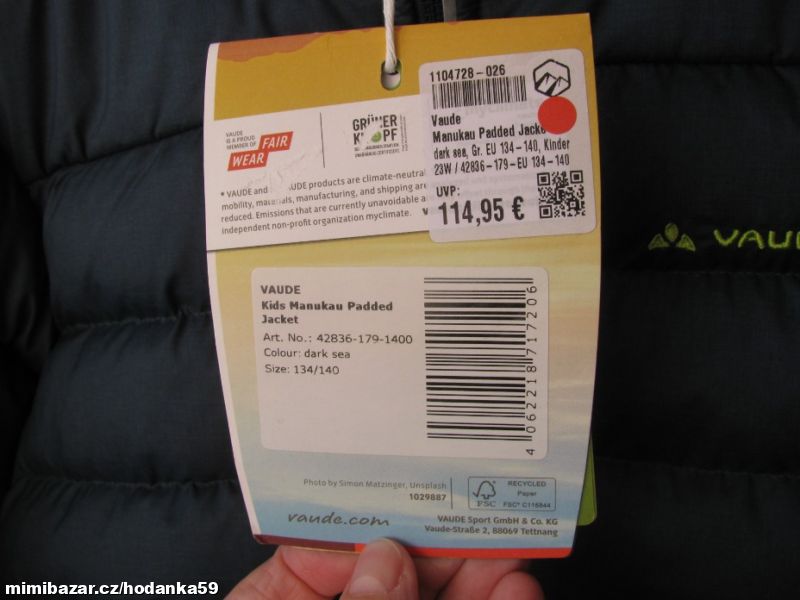 1104728-026
Vaude
Manukau Padded Jacke
dark sea, Gr. EU 134-140, Kinder
23W / 42836-179-EU 134-140
UVP:
114,95 €
VAUDE
IS A PROUD
MEMBER OF
FAIR
WEAR
GRÜNER
KNOPF
* VAUDE and VAUDE products are climate-neutral
mobility, materials, manufacturing, and shipping are
reduced. Emissions that are currently unavoidable a
independent non-profit organization myclimate.
VAUDE
Kids Manukau Padded
Jacket
Art. No.: 42836-179-1400
Colour: dark sea
Size: 134/140
4 062218 717206
Photo by Simon Matzinger, Unsplash
1029887
FSC
RECYCLED
Paper
FSC® C116844
vaude.com
VAUDE Sport GmbH & Co. KG
Vaude-Straße 2, 88069 Tettnang
VAUDE
mimibazar.cz/hodanka59